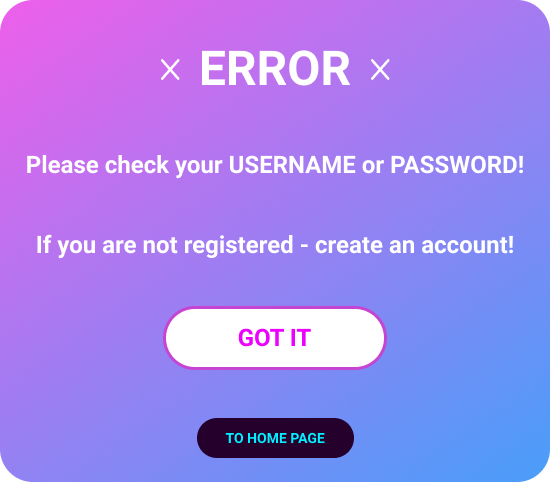 ERROR
Please check your USERNAME or PASSWORD!
If you are not registered - create an account!
GOT IT
TO HOME PAGE